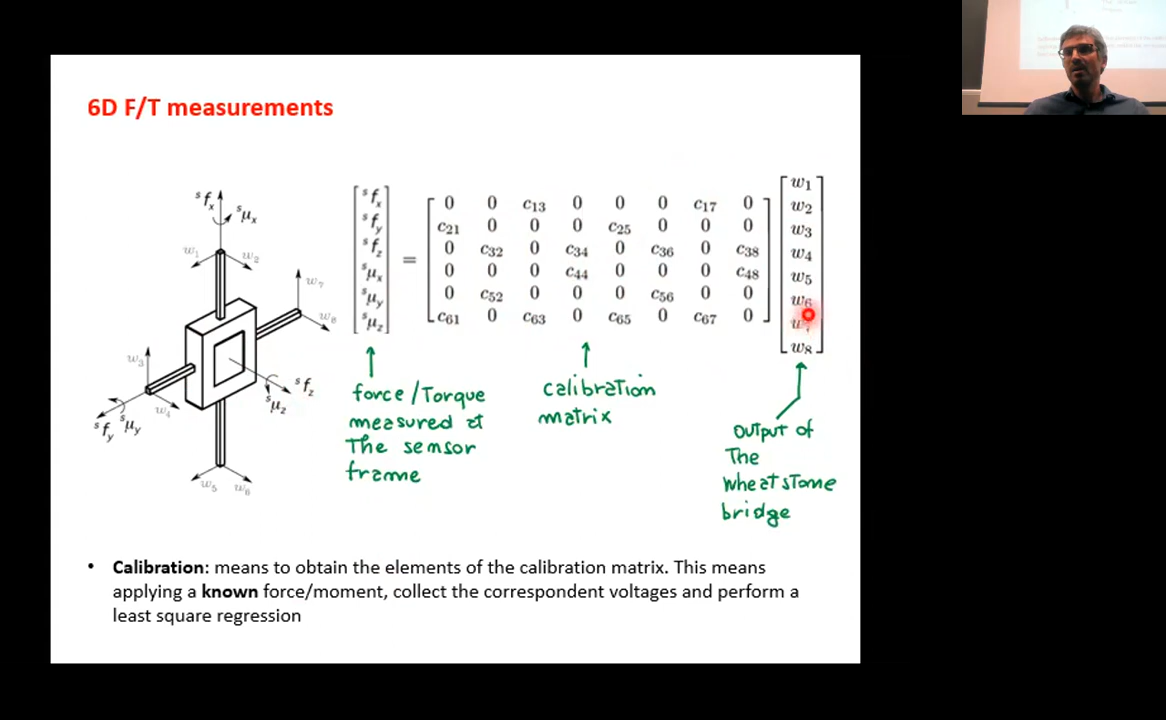 6D F/T measurements
ˢfₓ
ˢμₓ
w₁
w₂
w₇
w₈
w₃
w₄
ˢf_z
ˢμ_z
ˢf_y ˢμ_y
w₅ w₆
[ˢfₓ] = [0 0 c₁₃ 0 0 0 c₁₇ 0] [w₁]
[ˢf_y] [c₂₁ 0 0 0 c₂₅ 0 0 0] [w₂]
[ˢf_z] [0 c₃₂ 0 c₃₄ 0 c₃₆ 0 c₃₈] [w₃]
[ˢμₓ] [0 0 0 c₄₄ 0 0 0 c₄₈] [w₄]
[ˢμ_y] [0 c₅₂ 0 0 0 c₅₆ 0 0] [w₅]
[ˢμ_z] [c₆₁ 0 c₆₃ 0 c₆₅ 0 c₆₇ 0] [w₆]
[w₈]
force/Torque
measured at
The sensor
frame
calibration
matrix
output of
The
wheatstone
bridge
• Calibration: means to obtain the elements of the calibration matrix. This means
applying a known force/moment, collect the correspondent voltages and perform a
least square regression